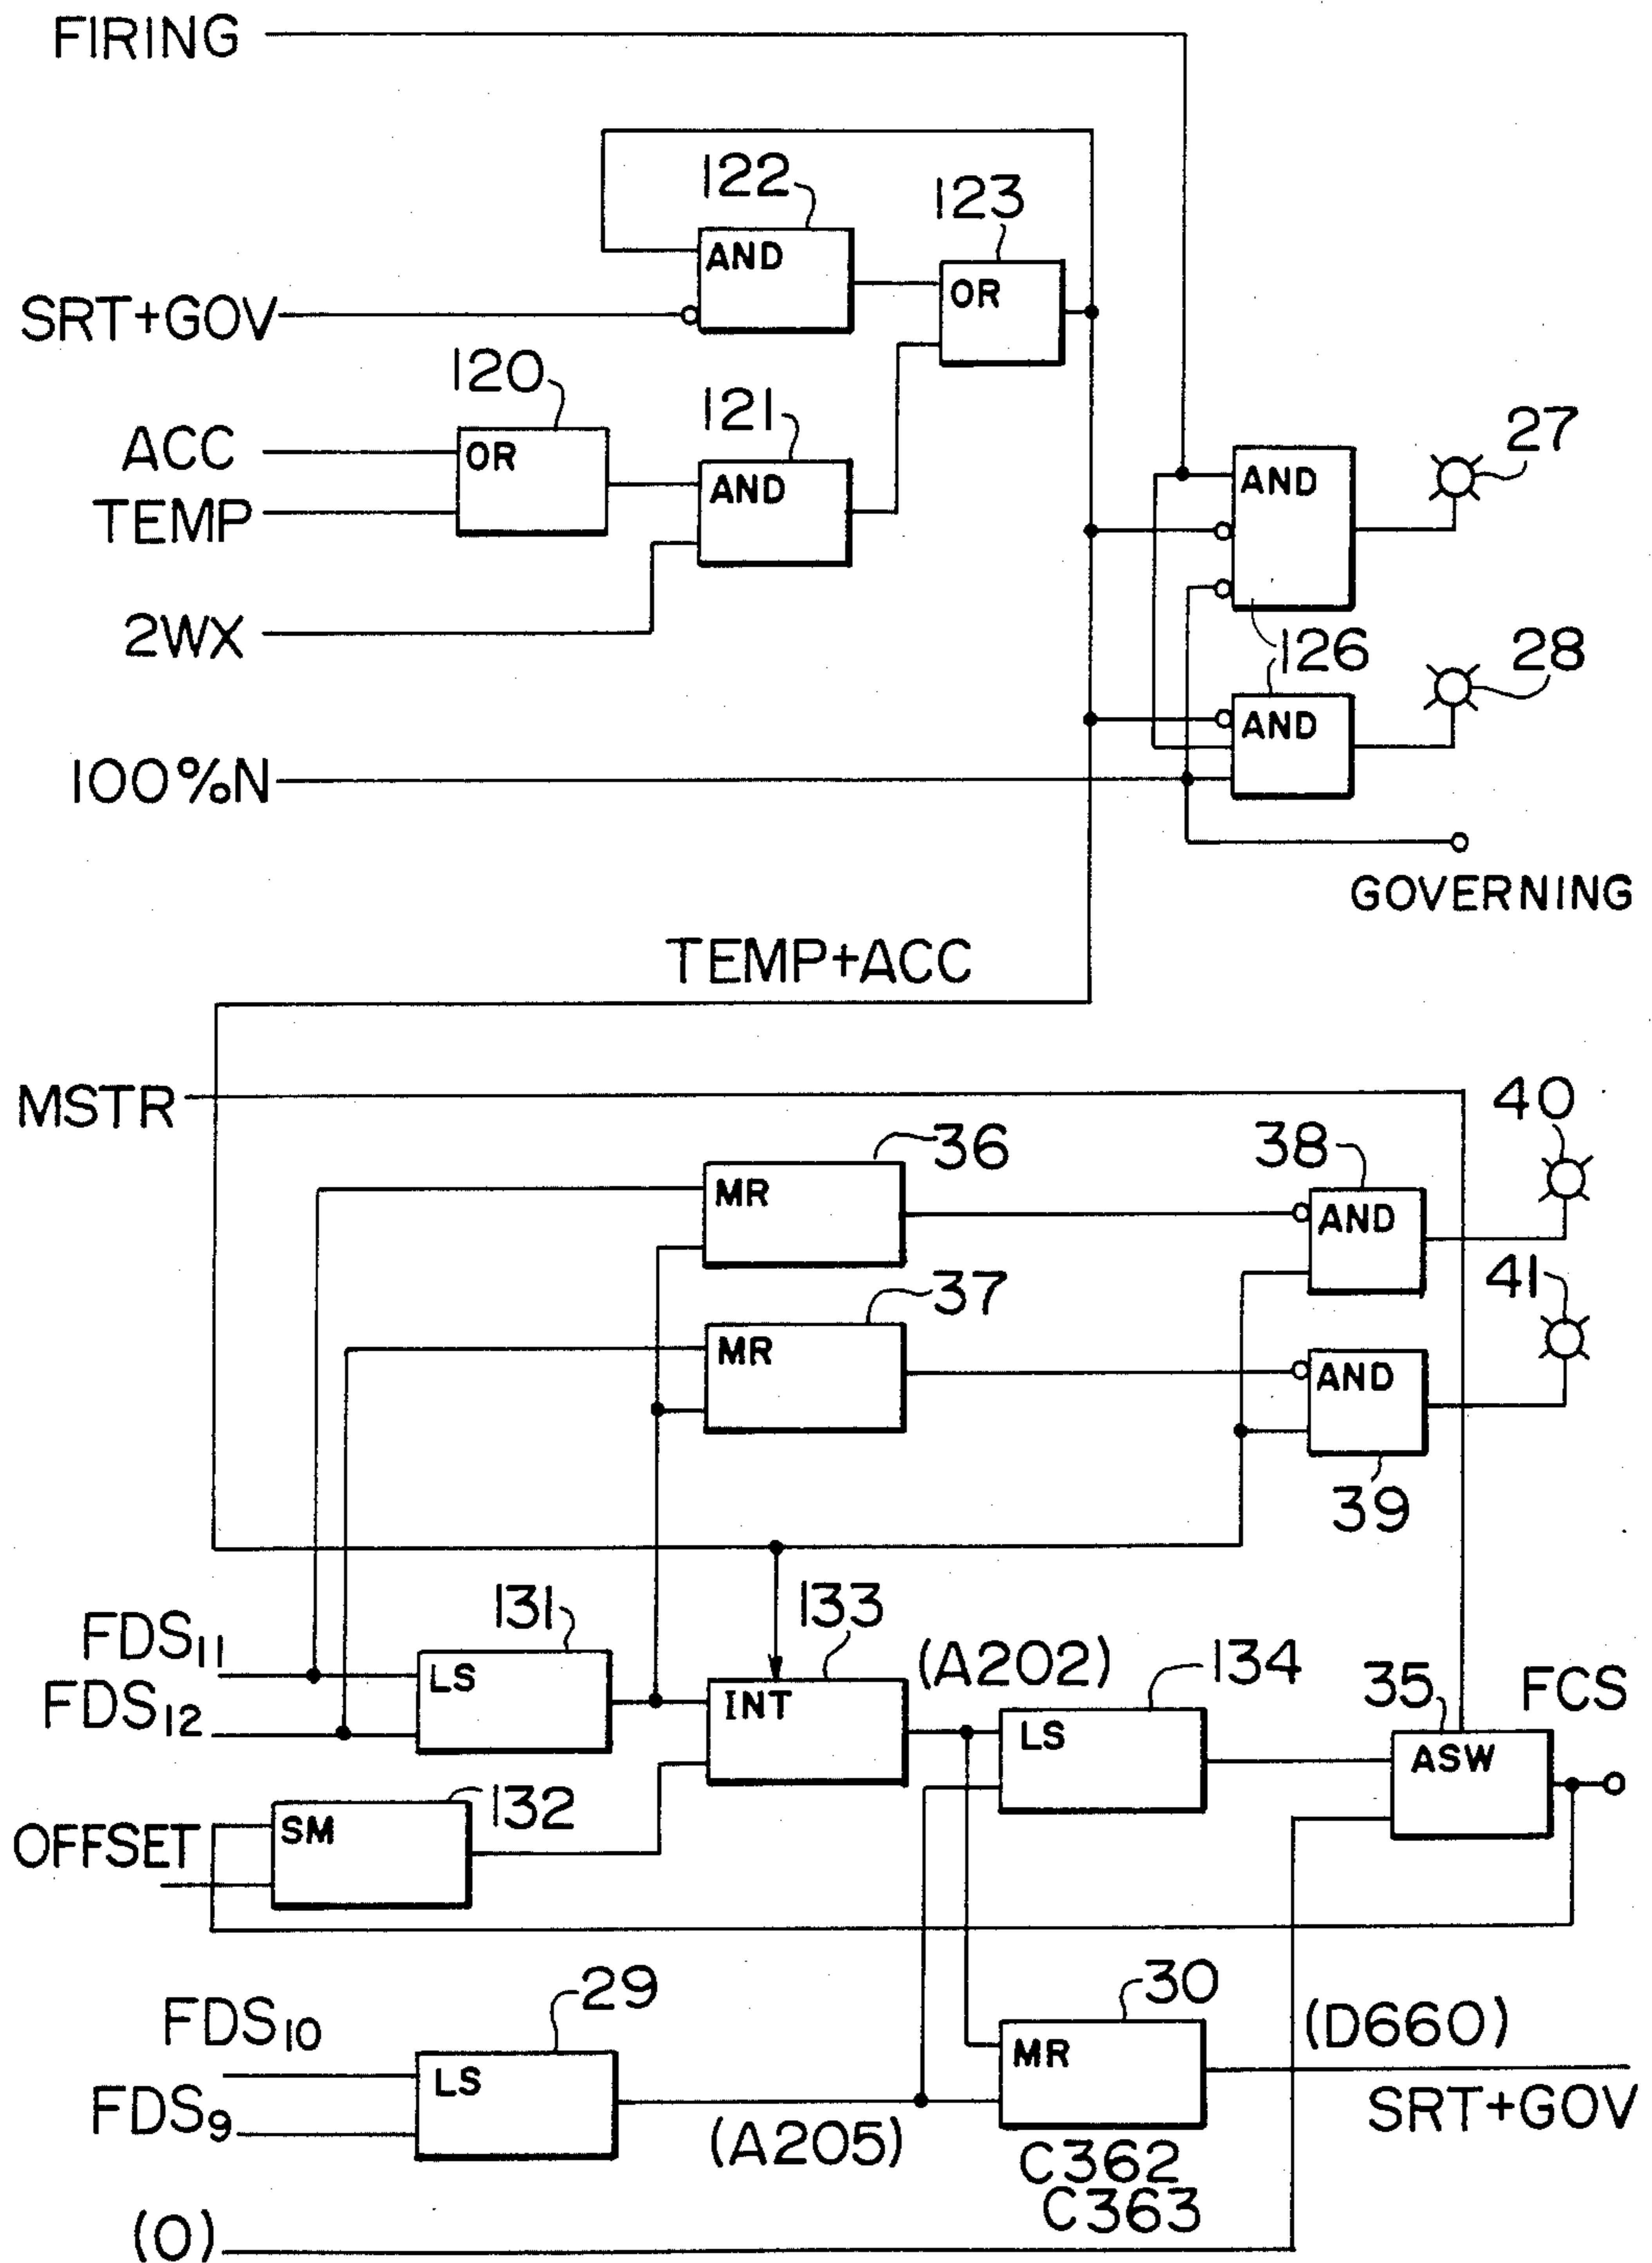 FIRING
122
123
AND
OR
SRT+GOV
120
121
27
ACC
OR
AND
AND
TEMP
2WX
126
28
AND
100%N
GOVERNING
TEMP+ACC
MSTR
40
36
38
MR
AND
37
41
MR
AND
39
131
133
FDS11
(A202)
134
35
FCS
LS
FDS12
INT
LS
ASW
132
OFFSET
SM
29
30
FDS10
(D660)
LS
MR
FDS9
SRT+GOV
(A205)
C362
C363
(0)